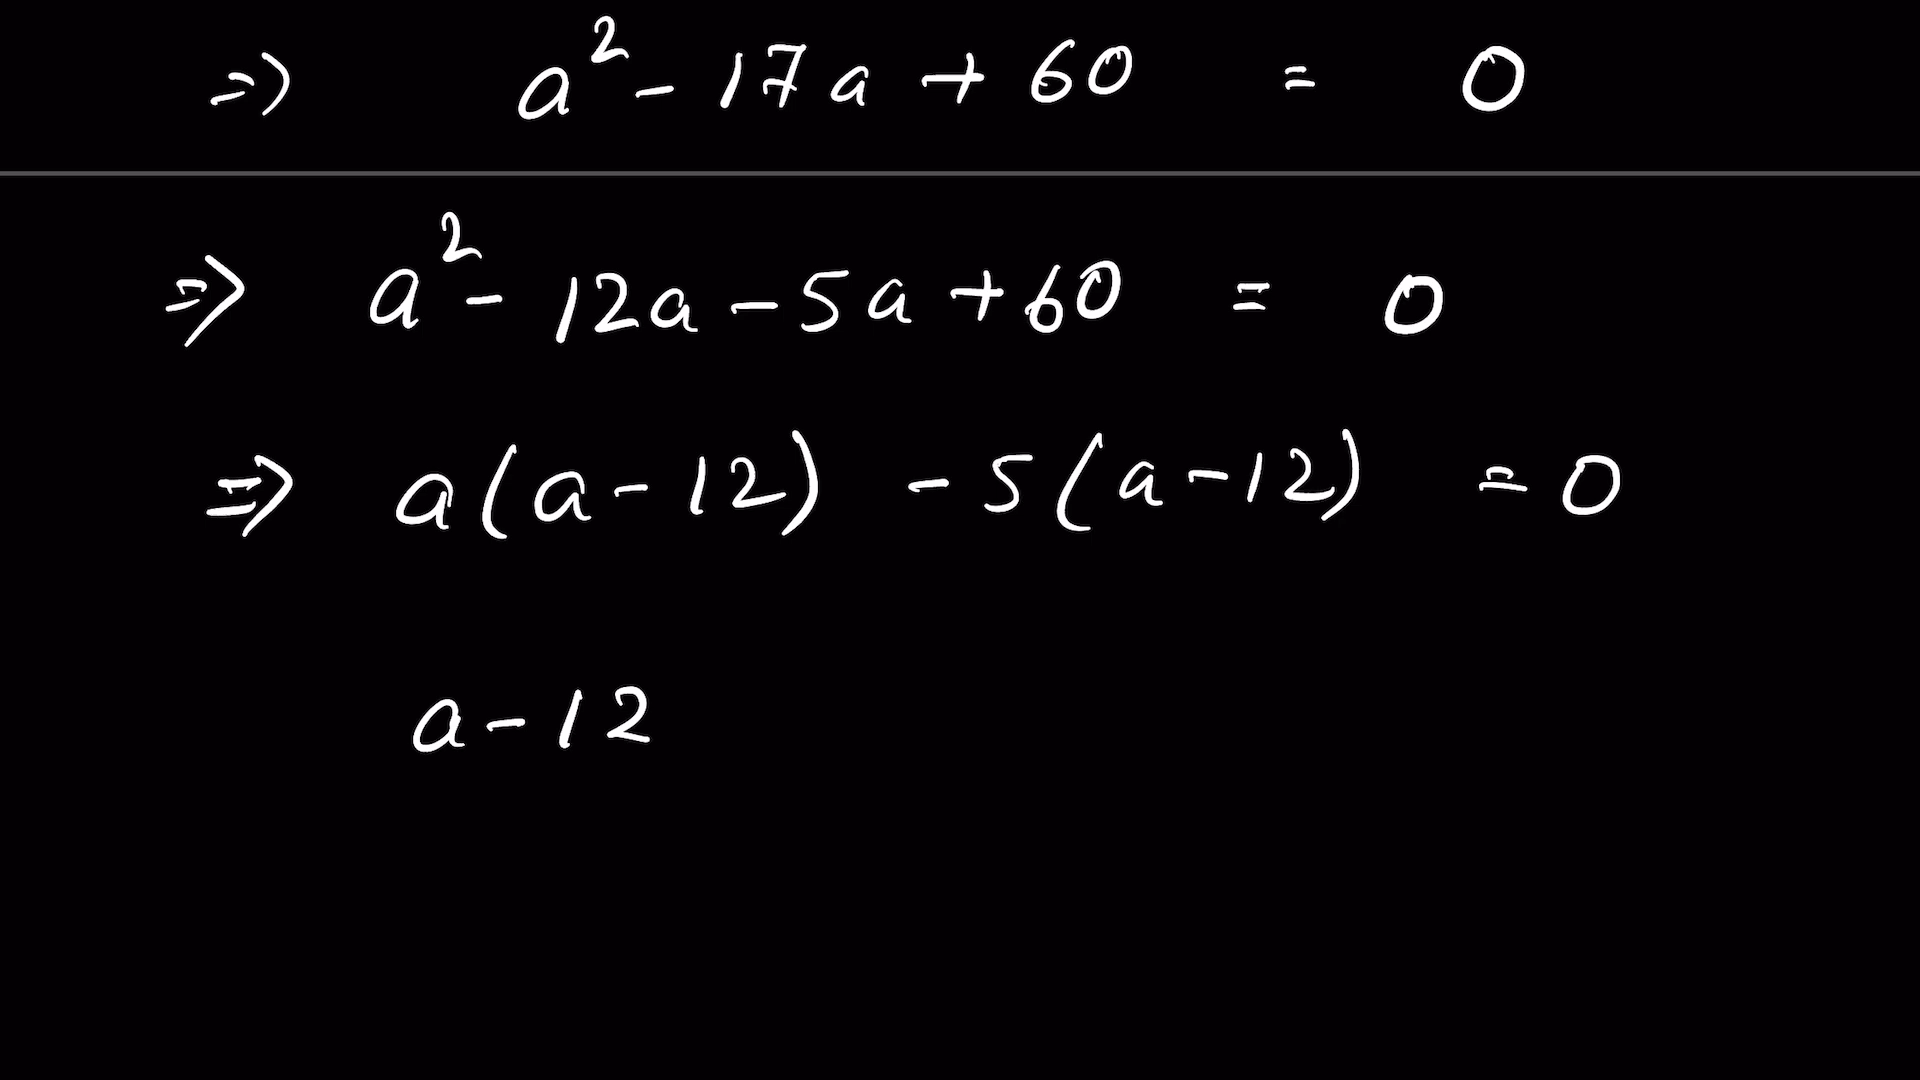 => a² - 17a + 60 = 0
=> a² - 12a - 5a + 60 = 0
=> a(a-12) - 5(a-12) = 0
a - 12